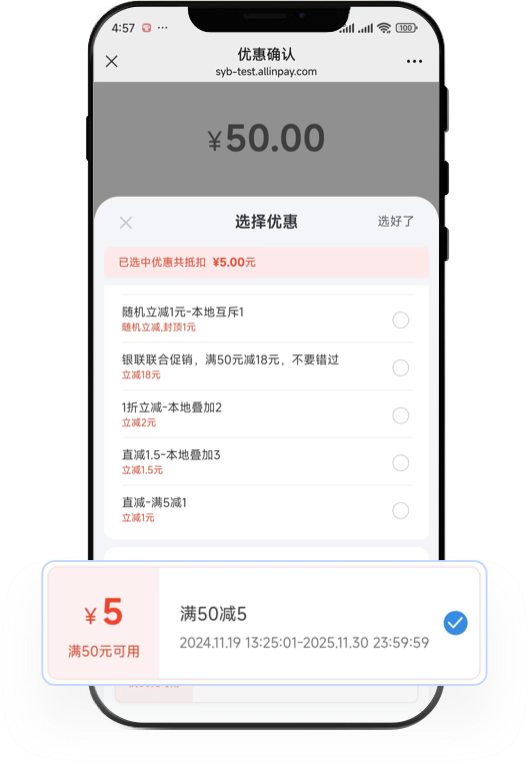 4:57
100
优惠确认
syb-test.allinpay.com
¥50.00
选择优惠
选好了
已选中优惠共抵扣 ¥5.00元
随机立减1元-本地互斥1
随机立减,封顶1元
银联联合促销，满50元减18元，不要错过
立减18元
1折立减-本地叠加2
立减2元
直减1.5-本地叠加3
立减1.5元
直减-满5减1
立减1元
¥5
满50元可用
满50减5
2024.11.19 13:25:01-2025.11.30 23:59:59